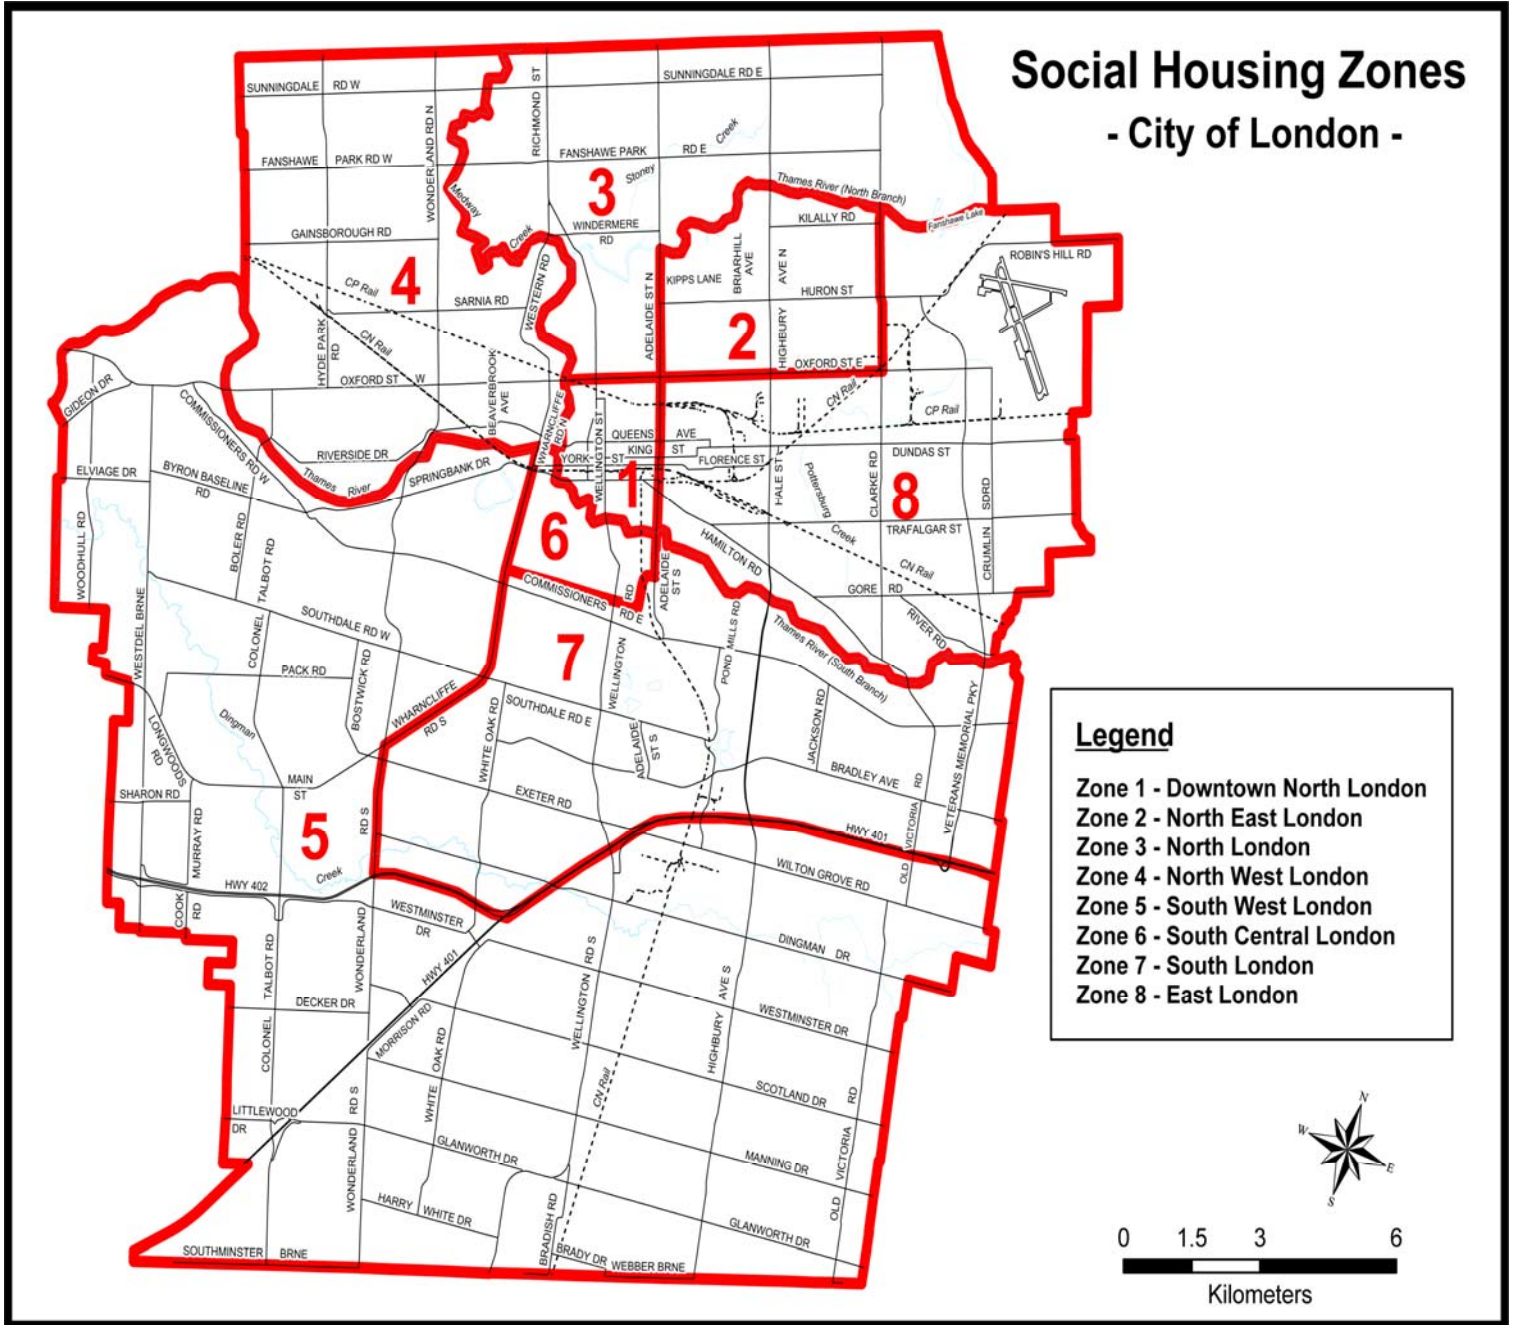 Social Housing Zones
- City of London -
SUNNINGDALE RD W
SUNNINGDALE RD E
RICHMOND ST
WONDERLAND RD N
FANSHAWE PARK RD W
FANSHAWE PARK RD E
Stoney Creek
3
Medway Creek
Thames River (North Branch)
Fanshawe Lake
KILALLY RD
WINDERMERE
RD
GAINSBOROUGH RD
ROBIN'S HILL RD
BRIARHILL
AVE
KIPPS LANE
HIGHBURY AVE N
HURON ST
4
CP Rail
SARNIA RD
WESTERN RD
ADELAIDE ST N
2
CN Rail
HYDE PARK
RD
OXFORD ST W
OXFORD ST E
BEAVERBROOK
AVE
CN Rail
CP Rail
GIDEON DR
COMMISSIONERS RD W
WHARNCLIFFE
RD N
WELLINGTON ST
QUEENS AVE
KING ST
YORK ST
FLORENCE ST
DUNDAS ST
RIVERSIDE DR
Thames River
SPRINGBANK DR
ELVIAGE DR
BYRON BASELINE
RD
1
HALE ST
Pottersburg
Creek
CLARKE RD
8
CRUMLIN SDRD
TRAFALGAR ST
WOODHULL RD
BOLER RD
COLONEL TALBOT RD
6
HAMILTON RD
CN Rail
GORE RD
RIVER RD
COMMISSIONERS RD E
ADELAIDE
ST S
WESTDEL BRNE
SOUTHDALE RD W
7
WELLINGTON RD
POND MILLS RD
Thames River (South Branch)
PACK RD
BOSTWICK RD
WHARNCLIFFE
RD S
SOUTHDALE RD E
WHITE OAK RD
ADELAIDE
ST S
JACKSON RD
VETERANS MEMORIAL PKY
Dingman
LONGWOODS
RD
BRADLEY AVE
MAIN
ST
SHARON RD
EXETER RD
MURRAY RD
5
RD S
HWY 401
OLD VICTORIA RD
WILTON GROVE RD
Creek
HWY 402
COOK
RD
WESTMINSTER
DR
DINGMAN DR
COLONEL TALBOT RD
WONDERLAND
HWY 401
WELLINGTON RD S
HIGHBURY AVE S
DECKER DR
MORRISON RD
WESTMINSTER DR
WHITE OAK RD
CN Rail
SCOTLAND DR
LITTLEWOOD
DR
WONDERLAND RD S
GLANWORTH DR
MANNING DR
OLD VICTORIA RD
HARRY WHITE DR
GLANWORTH DR
BRADISH RD
SOUTHMINSTER BRNE
BRADY DR
WEBBER BRNE
Legend
Zone 1 - Downtown North London
Zone 2 - North East London
Zone 3 - North London
Zone 4 - North West London
Zone 5 - South West London
Zone 6 - South Central London
Zone 7 - South London
Zone 8 - East London
N
W
E
S
0 1.5 3 6
Kilometers